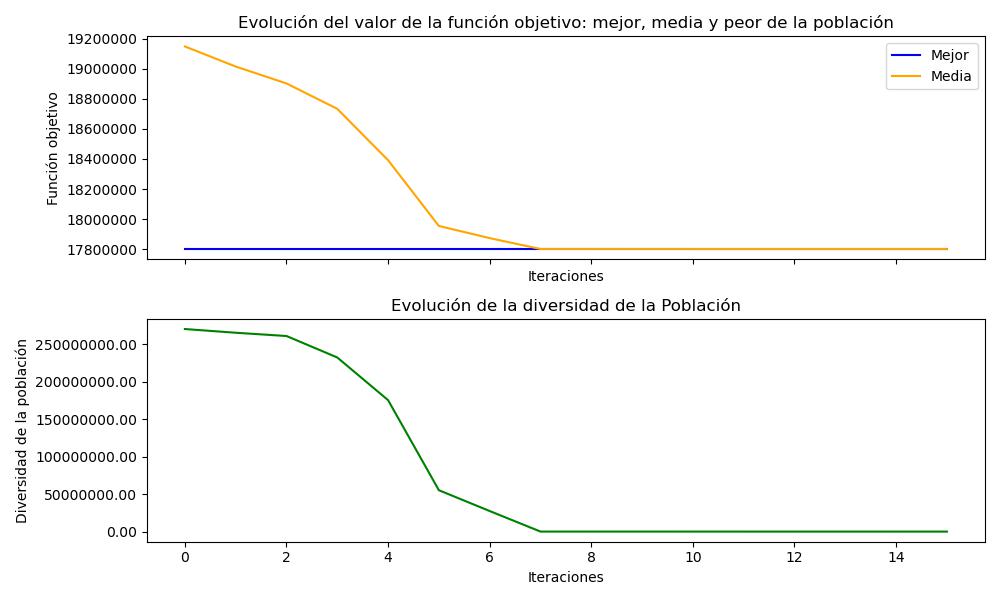 Evolución del valor de la función objetivo: mejor, media y peor de la población
19200000
19000000
18800000
18600000
18400000
18200000
18000000
17800000
Función objetivo
Mejor
Media
Iteraciones
Evolución de la diversidad de la Población
250000000.00
200000000.00
150000000.00
100000000.00
50000000.00
0.00
Diversidad de la población
0 2 4 6 8 10 12 14
Iteraciones